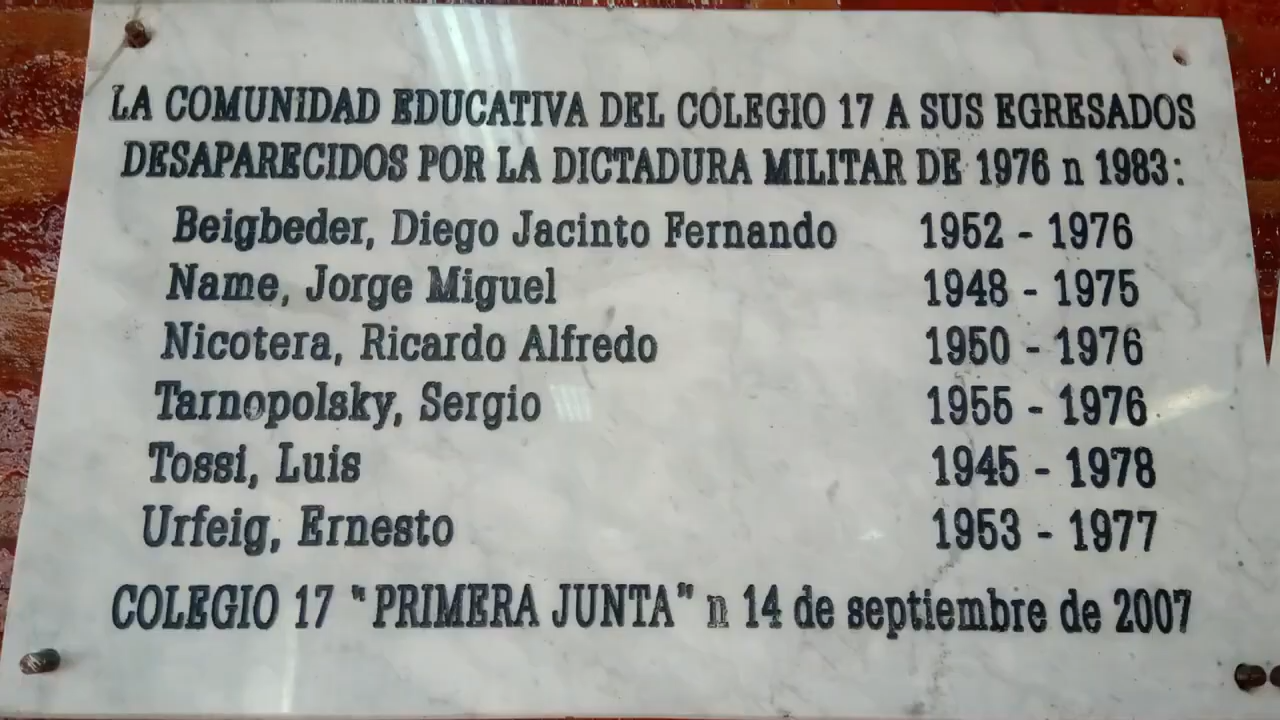 LA COMUNIDAD EDUCATIVA DEL COLEGIO 17 A SUS EGRESADOS
DESAPARECIDOS POR LA DICTADURA MILITAR DE 1976 n 1983:
Beigbeder, Diego Jacinto Fernando 1952 - 1976
Name, Jorge Miguel 1948 - 1975
Nicotera, Ricardo Alfredo 1950 - 1976
Tarnopolsky, Sergio 1955 - 1976
Tossi, Luis 1945 - 1978
Urfeig, Ernesto 1953 - 1977
COLEGIO 17 "PRIMERA JUNTA" n 14 de septiembre de 2007